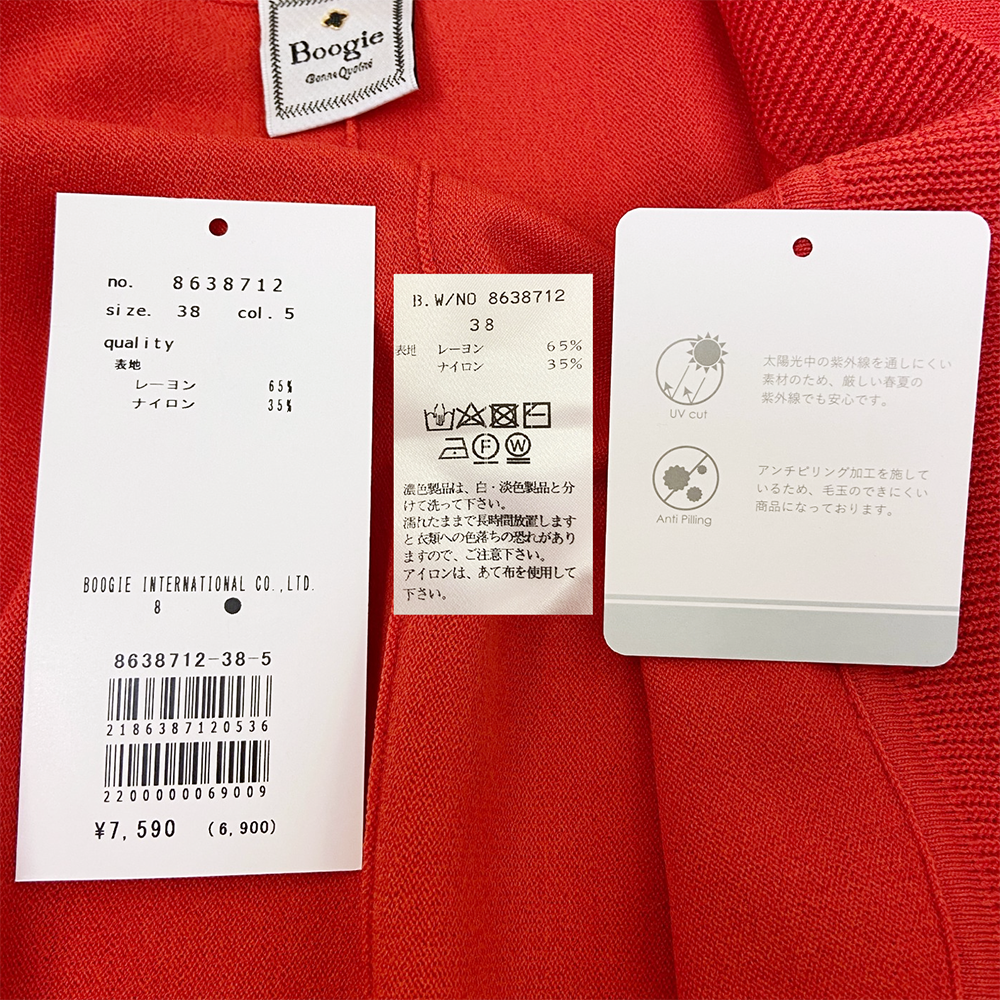 Boogie
BonneQuaine
no. 8638712
size. 38 col. 5
quality
表地
レーヨン 65%
ナイロン 35%
BOOGIE INTERNATIONAL CO.,LTD.
8
8638712-38-5
2186387120536
2200000069009
¥7,590 (6,900)
B.W/NO 8638712
38
表地 レーヨン 65%
ナイロン 35%
F W
濃色製品は、白・淡色製品と分
けて洗って下さい。
濡れたままで長時間放置します
と衣類への色落ちの恐れがあり
ますので、ご注意下さい。
アイロンは、あて布を使用して
下さい。
UV cut
太陽光中の紫外線を通しにくい
素材のため、厳しい春夏の
紫外線でも安心です。
Anti Pilling
アンチピリング加工を施して
いるため、毛玉のできにくい
商品になっております。